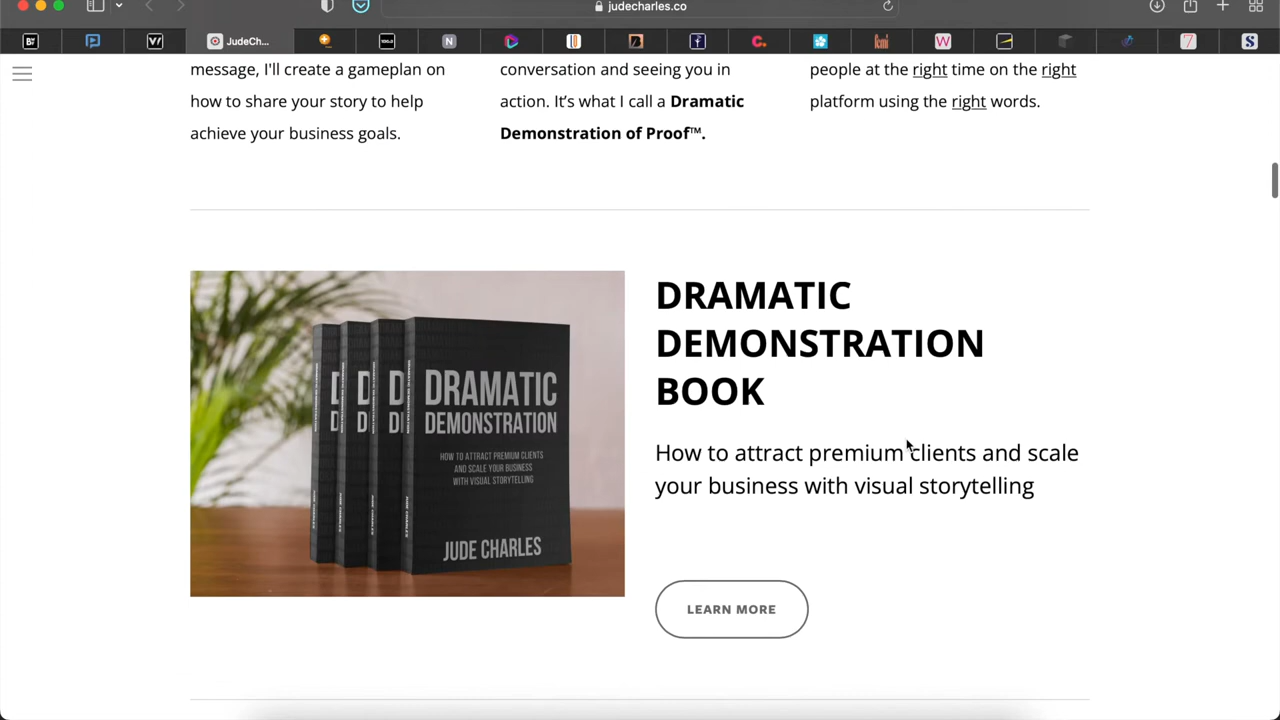 judecharles.co
JudeCh...
message, I'll create a gameplan on
how to share your story to help
achieve your business goals.
conversation and seeing you in
action. It's what I call a Dramatic
Demonstration of Proof™.
people at the right time on the right
platform using the right words.
DRAMATIC
DEMONSTRATION
HOW TO ATTRACT PREMIUM CLIENTS
AND SCALE YOUR BUSINESS
WITH VISUAL STORYTELLING
JUDE CHARLES
DRAMATIC
DEMONSTRATION
BOOK
How to attract premium clients and scale
your business with visual storytelling
LEARN MORE